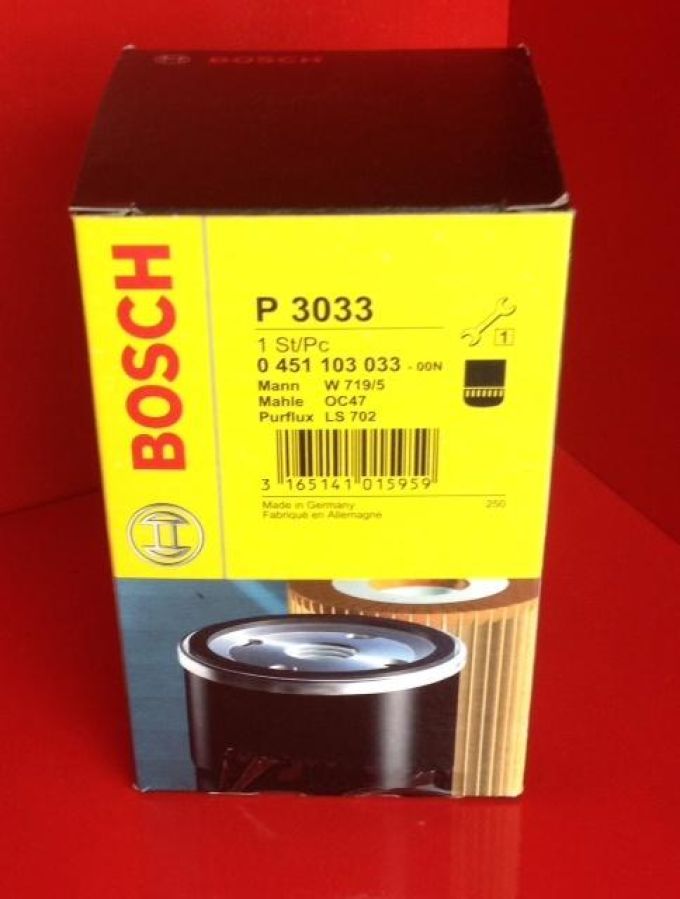 BOSCH
BOSCH
P 3033
1
1 St/Pc
0 451 103 033 - 00N
Mann W 719/5
Mahle OC47
Purflux LS 702
3 165141 015959
Made in Germany 250
Fabriqué en Allemagne